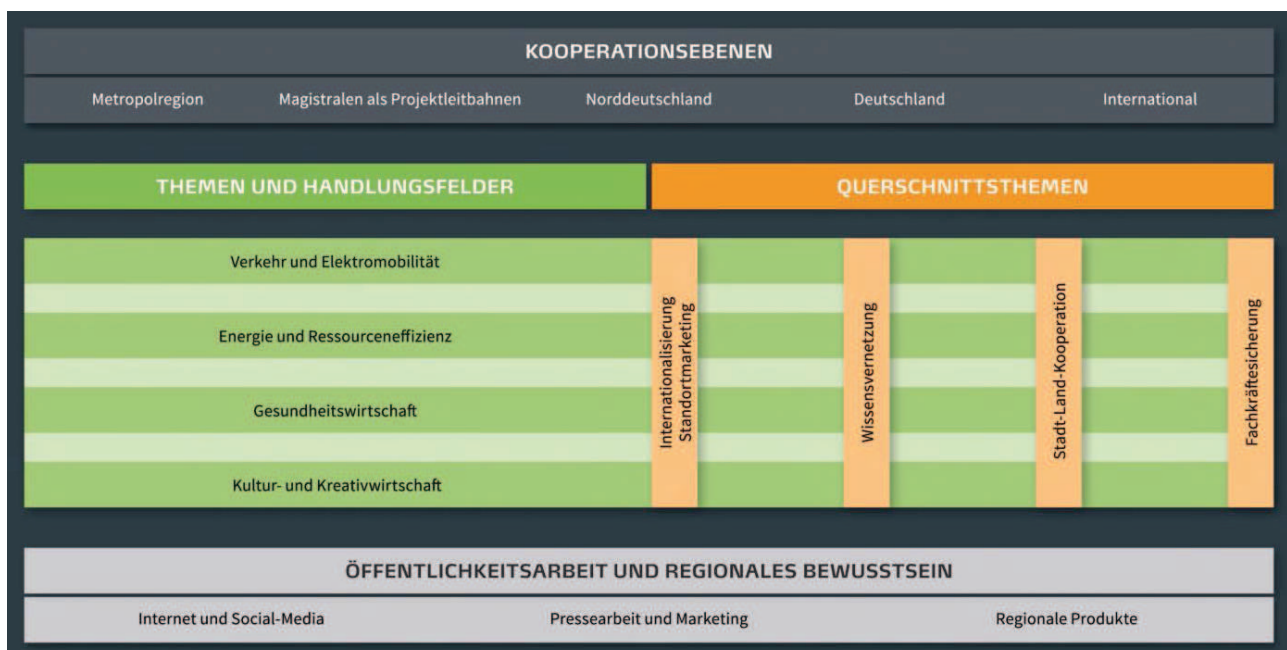 KOOPERATIONSEBENEN
Metropolregion Magistralen als Projektleitbahnen Norddeutschland Deutschland International
THEMEN UND HANDLUNGSFELDER
QUERSCHNITTSTHEMEN
Verkehr und Elektromobilität
Energie und Ressourceneffizienz
Gesundheitswirtschaft
Kultur- und Kreativwirtschaft
Internationalisierung
Standortmarketing
Wissensvernetzung
Stadt-Land-Kooperation
Fachkräftesicherung
ÖFFENTLICHKEITSARBEIT UND REGIONALES BEWUSSTSEIN
Internet und Social-Media Pressearbeit und Marketing Regionale Produkte